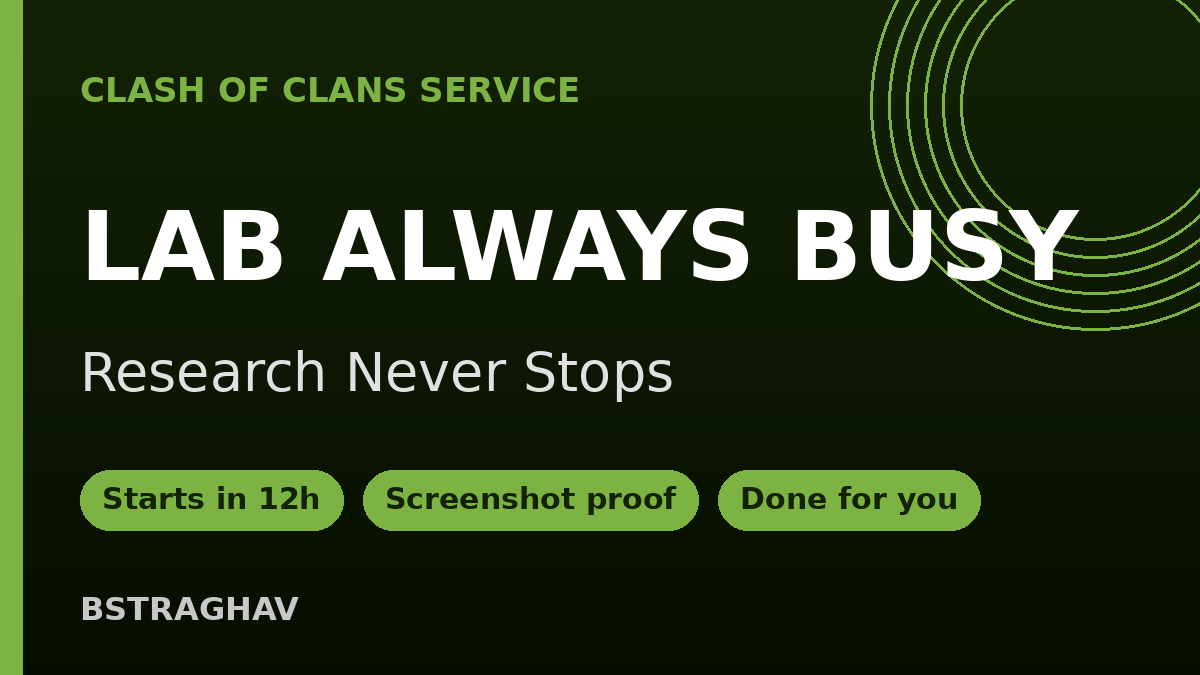 CLASH OF CLANS SERVICE
LAB ALWAYS BUSY
Research Never Stops
Starts in 12h Screenshot proof Done for you
BSTRAGHAV